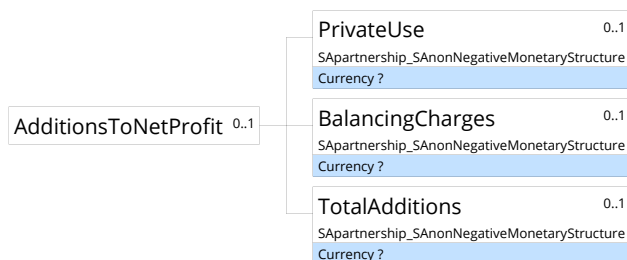 PrivateUse 0..1
SApartnership_SAnonNegativeMonetaryStructure
Currency ?
AdditionsToNetProfit 0..1
BalancingCharges 0..1
SApartnership_SAnonNegativeMonetaryStructure
Currency ?
TotalAdditions 0..1
SApartnership_SAnonNegativeMonetaryStructure
Currency ?